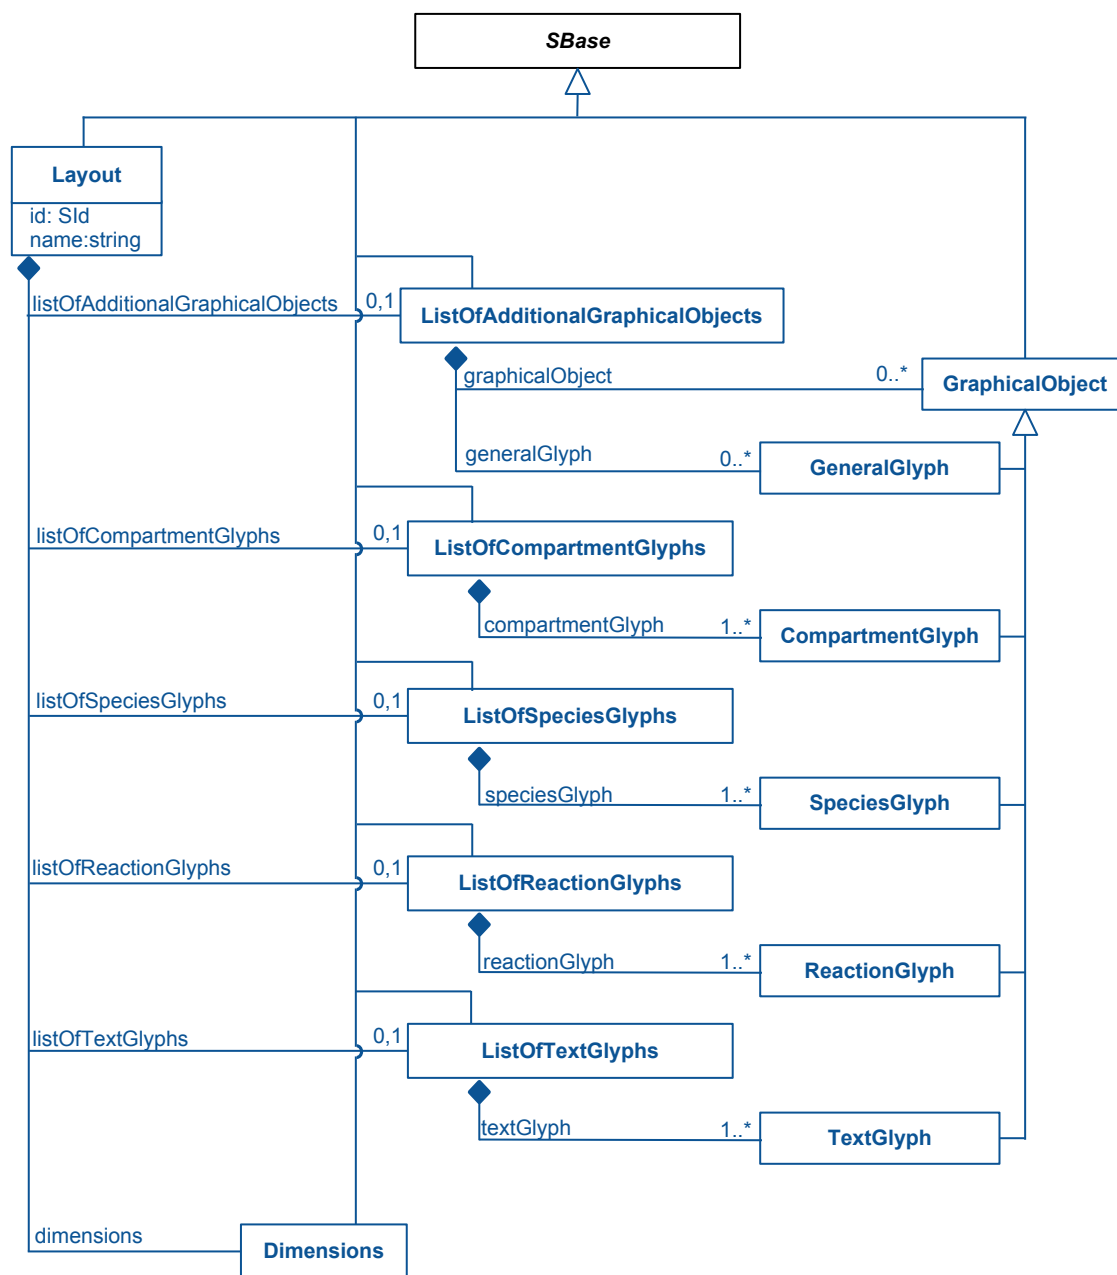 SBase
Layout
id: SId
name:string
listOfAdditionalGraphicalObjects 0,1
ListOfAdditionalGraphicalObjects
graphicalObject 0..*
GraphicalObject
generalGlyph 0..*
GeneralGlyph
listOfCompartmentGlyphs 0,1
ListOfCompartmentGlyphs
compartmentGlyph 1..*
CompartmentGlyph
listOfSpeciesGlyphs 0,1
ListOfSpeciesGlyphs
speciesGlyph 1..*
SpeciesGlyph
listOfReactionGlyphs 0,1
ListOfReactionGlyphs
reactionGlyph 1..*
ReactionGlyph
listOfTextGlyphs 0,1
ListOfTextGlyphs
textGlyph 1..*
TextGlyph
dimensions
Dimensions